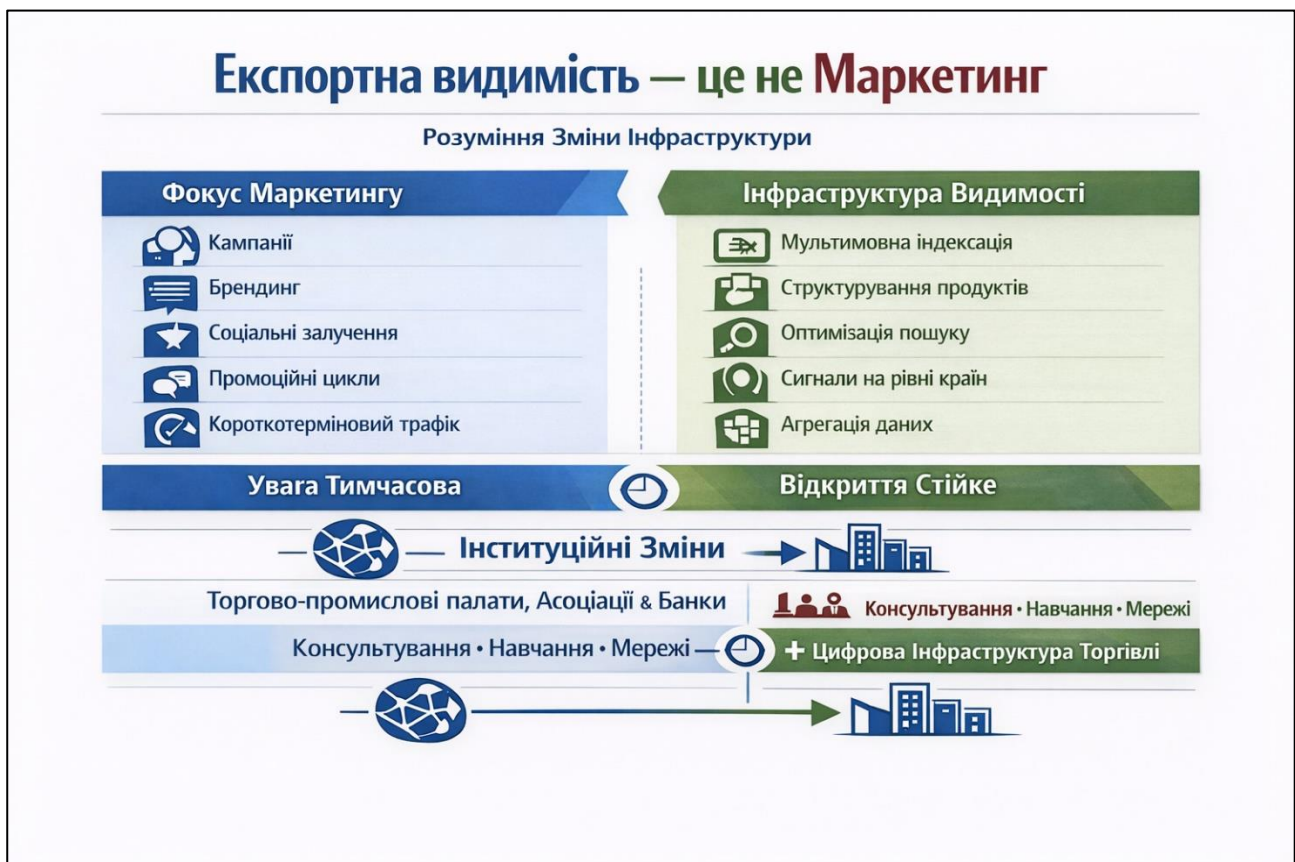 Експортна видимість — це не Маркетинг
Розуміння Зміни Інфраструктури
Фокус Маркетингу
Кампанії
Брендинг
Соціальні залучення
Промоційні цикли
Короткотерміновий трафік
Інфраструктура Видимості
Мультимовна індексація
Структурування продуктів
Оптимізація пошуку
Сигнали на рівні країн
Агрегація даних
Увага Тимчасова
Відкриття Стійке
Інституційні Зміни
Торгово-промислові палати, Асоціації & Банки
Консультування • Навчання • Мережі
Консультування • Навчання • Мережі
+ Цифрова Інфраструктура Торгівлі